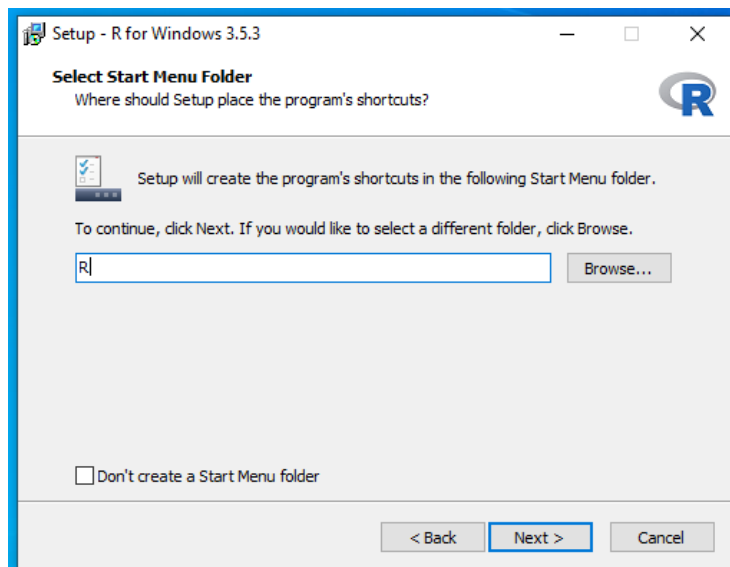 Setup - R for Windows 3.5.3
Select Start Menu Folder
Where should Setup place the program's shortcuts?
R
Setup will create the program's shortcuts in the following Start Menu folder.
To continue, click Next. If you would like to select a different folder, click Browse.
R
Browse...
Don't create a Start Menu folder
< Back
Next >
Cancel